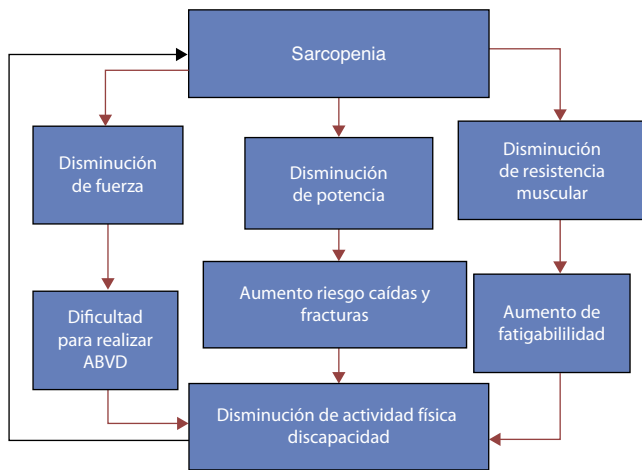 Sarcopenia
Disminución
de fuerza
Disminución
de potencia
Disminución
de resistencia
muscular
Dificultad
para realizar
ABVD
Aumento riesgo caídas y
fracturas
Aumento de
fatigabililidad
Disminución de actividad física
discapacidad